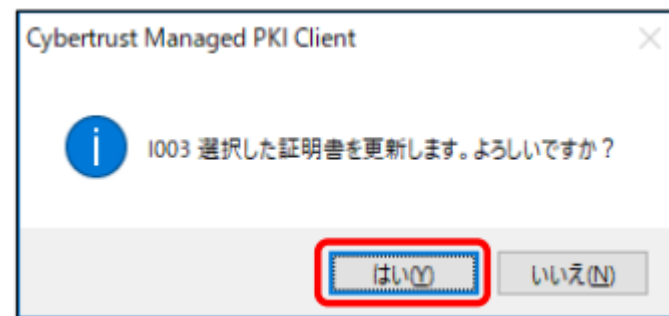 Cybertrust Managed PKI Client
I003 選択した証明書を更新します。よろしいですか？
はい(Y) いいえ(N)